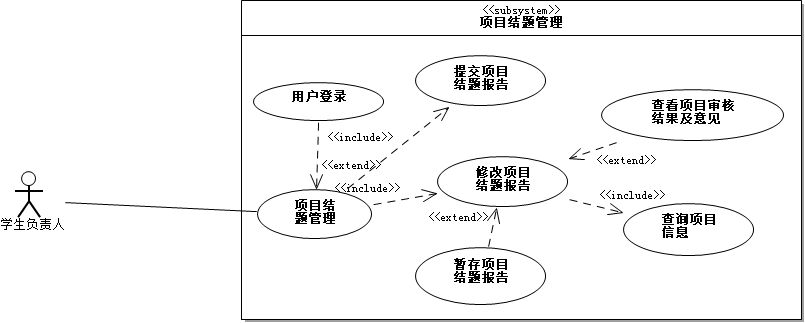 <<subsystem>>
项目结题管理
提交项目
结题报告
用户登录
查看项目审核
结果及意见
<<include>>
<<extend>>
<<extend>>
<<include>>
修改项目
结题报告
<<include>>
项目结
题管理
<<extend>>
查询项目
信息
学生负责人
暂存项目
结题报告